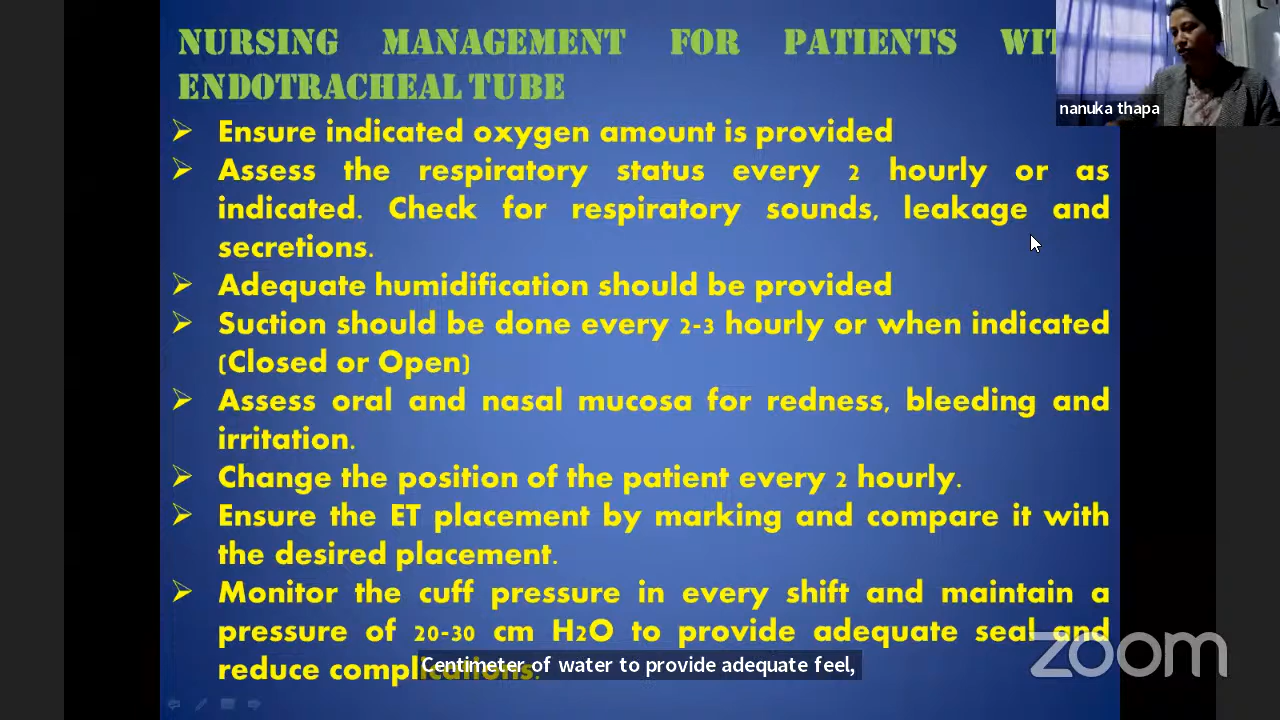 NURSING MANAGEMENT FOR PATIENTS WIT
ENDOTRACHEAL TUBE
nanuka thapa
Ensure indicated oxygen amount is provided
Assess the respiratory status every 2 hourly or as
indicated. Check for respiratory sounds, leakage and
secretions.
Adequate humidification should be provided
Suction should be done every 2-3 hourly or when indicated
(Closed or Open)
Assess oral and nasal mucosa for redness, bleeding and
irritation.
Change the position of the patient every 2 hourly.
Ensure the ET placement by marking and compare it with
the desired placement.
Monitor the cuff pressure in every shift and maintain a
pressure of 20-30 cm H2O to provide adequate seal and
reduce complications.
Centimeter of water to provide adequate feel,
zoom